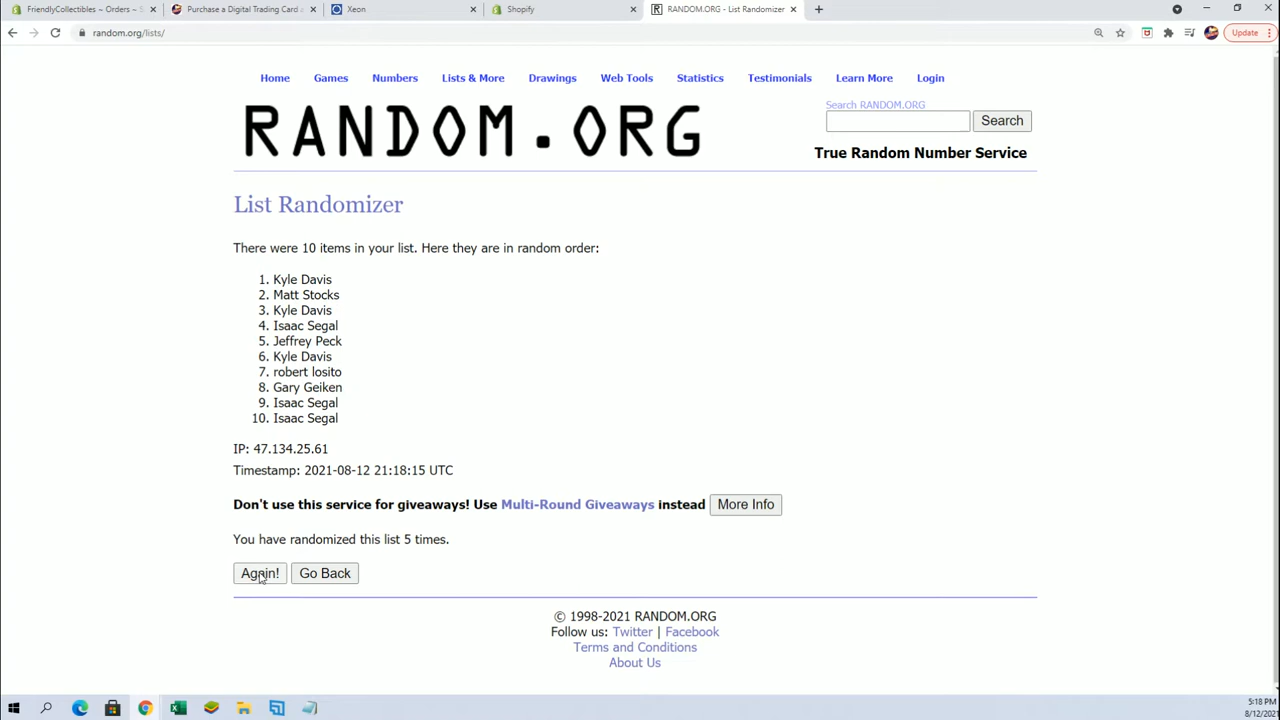 FriendlyCollectibles ~ Orders ~ S
Purchase a Digital Trading Card
Xeon
Shopify
RANDOM.ORG - List Randomizer
random.org/lists/
Update
Home Games Numbers Lists & More Drawings Web Tools Statistics Testimonials Learn More Login
RANDOM.ORG
Search RANDOM.ORG
Search
True Random Number Service
List Randomizer
There were 10 items in your list. Here they are in random order:
1. Kyle Davis
2. Matt Stocks
3. Kyle Davis
4. Isaac Segal
5. Jeffrey Peck
6. Kyle Davis
7. robert losito
8. Gary Geiken
9. Isaac Segal
10. Isaac Segal
IP: 47.134.25.61
Timestamp: 2021-08-12 21:18:15 UTC
Don't use this service for giveaways! Use Multi-Round Giveaways instead More Info
You have randomized this list 5 times.
Again! Go Back
© 1998-2021 RANDOM.ORG
Follow us: Twitter | Facebook
Terms and Conditions
About Us
5:18 PM
8/12/2021